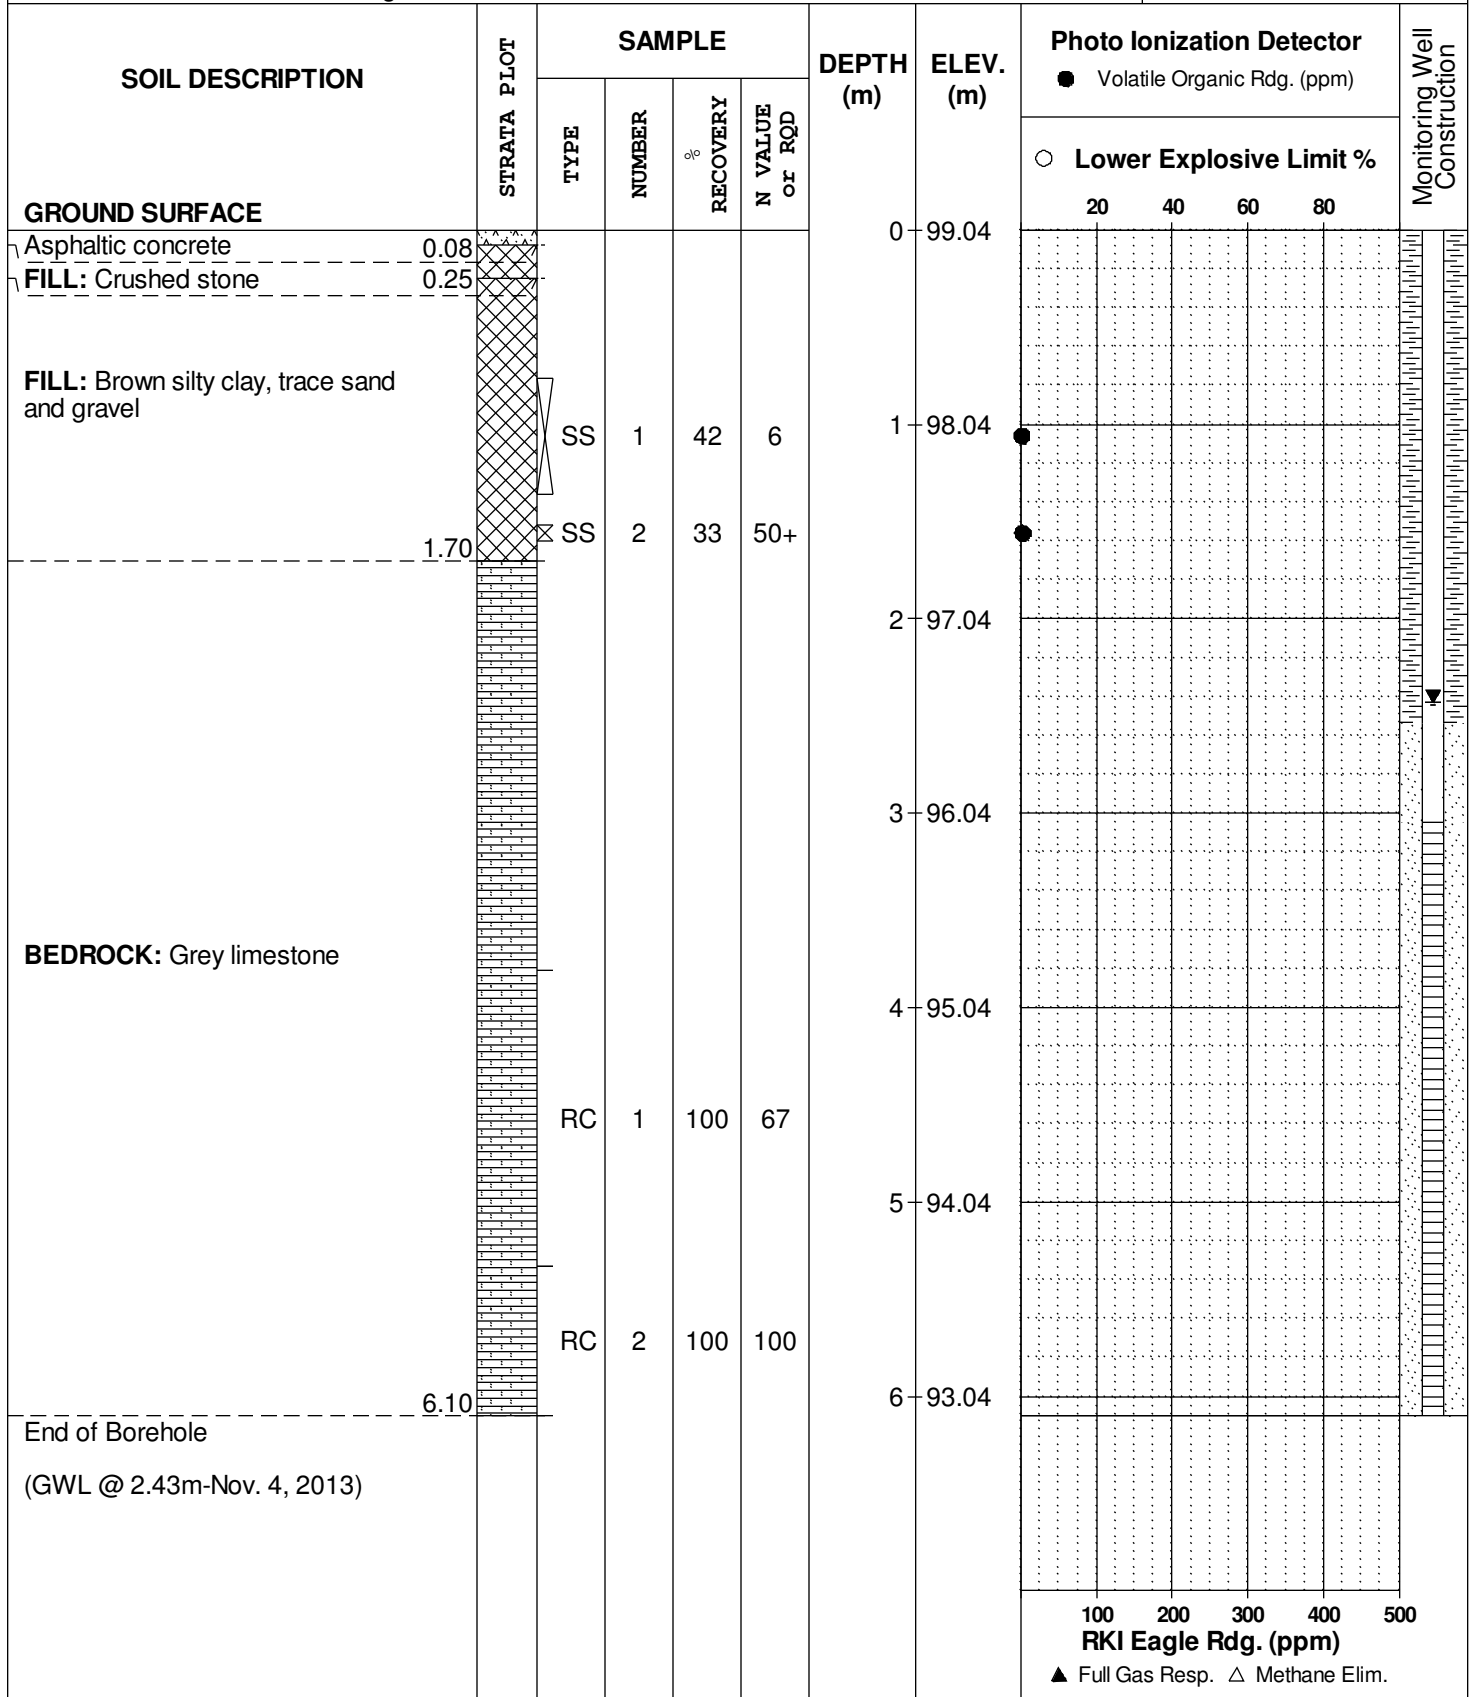 SOIL DESCRIPTION
GROUND SURFACE
STRATA PLOT
SAMPLE
TYPE
NUMBER
%
RECOVERY
N VALUE
or RQD
DEPTH
(m)
ELEV.
(m)
Photo Ionization Detector
● Volatile Organic Rdg. (ppm)
○ Lower Explosive Limit %
20 40 60 80
Monitoring Well
Construction
0 99.04
Asphaltic concrete 0.08
FILL: Crushed stone 0.25
FILL: Brown silty clay, trace sand
and gravel
1 98.04
SS 1 42 6
SS 2 33 50+
1.70
2 97.04
3 96.04
BEDROCK: Grey limestone
4 95.04
RC 1 100 67
5 94.04
RC 2 100 100
6 93.04
6.10
End of Borehole
(GWL @ 2.43m-Nov. 4, 2013)
100 200 300 400 500
RKI Eagle Rdg. (ppm)
▲ Full Gas Resp. △ Methane Elim.